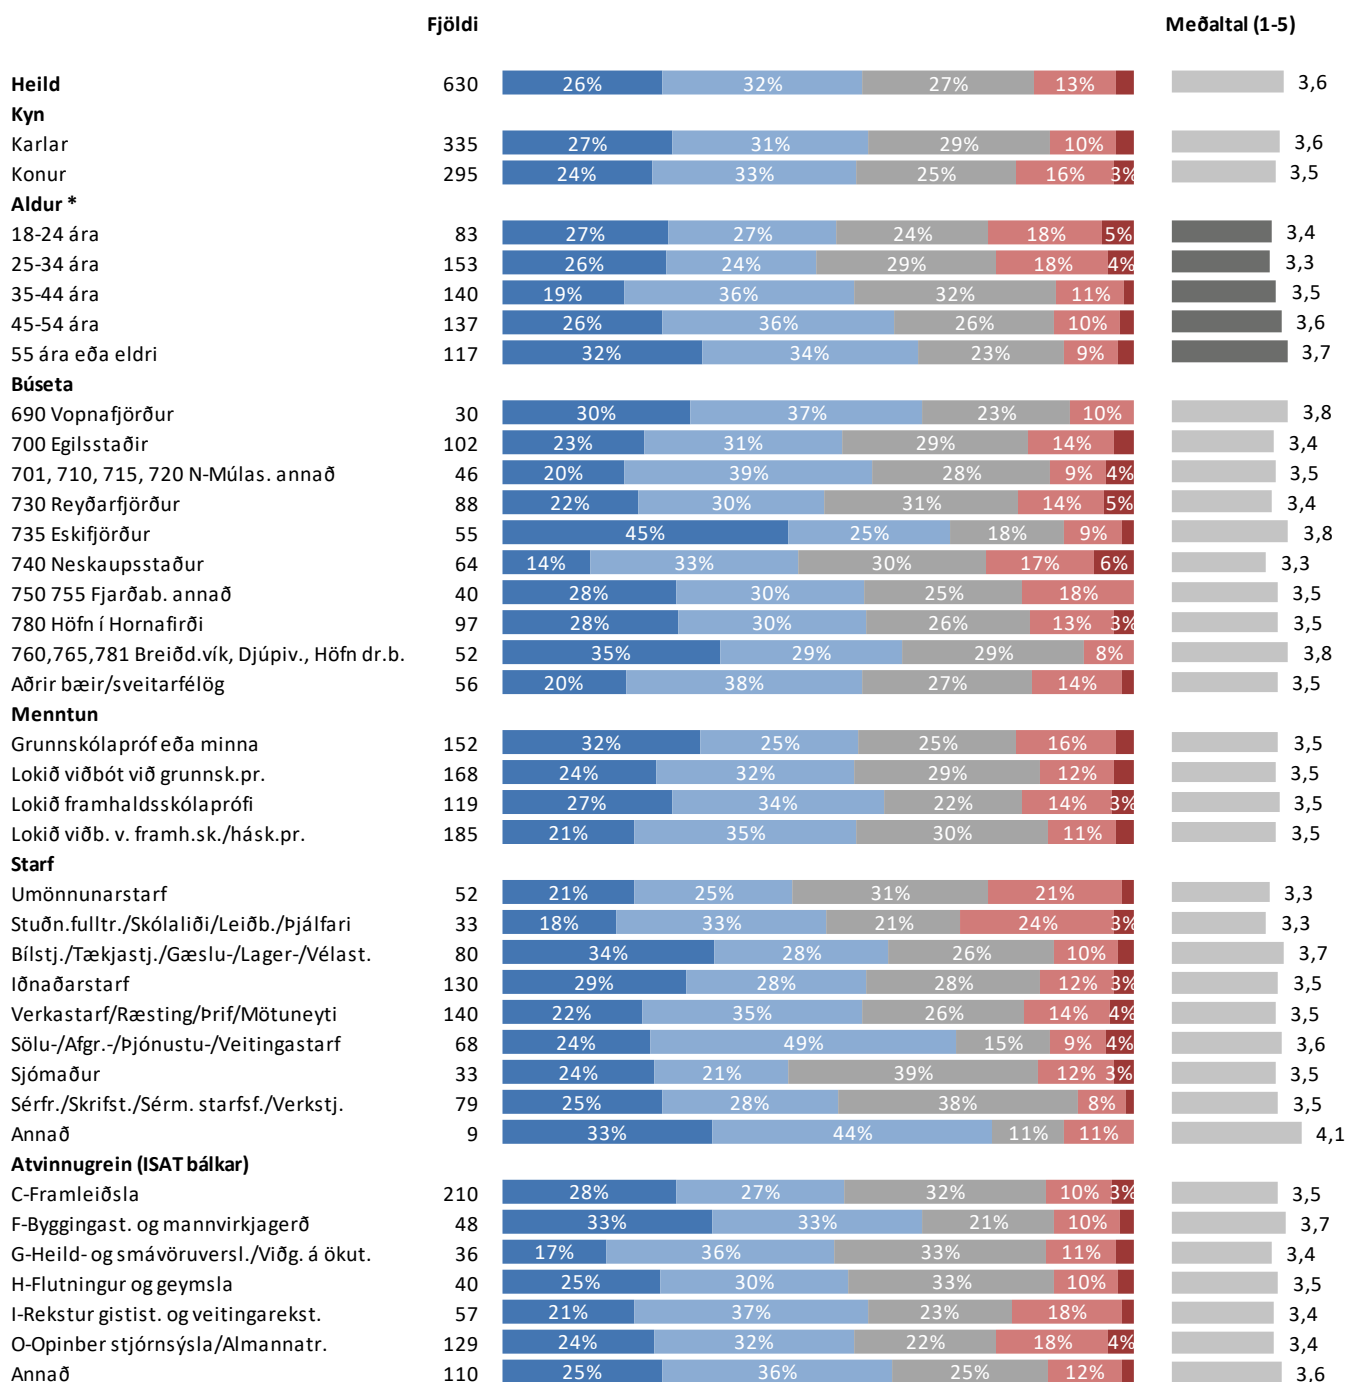 Fjöldi Meðaltal (1-5)
Heild 630 26% 32% 27% 13% 3,6
Kyn
Karlar 335 27% 31% 29% 10% 3,6
Konur 295 24% 33% 25% 16% 3% 3,5
Aldur *
18-24 ára 83 27% 27% 24% 18% 5% 3,4
25-34 ára 153 26% 24% 29% 18% 4% 3,3
35-44 ára 140 19% 36% 32% 11% 3,5
45-54 ára 137 26% 36% 26% 10% 3,6
55 ára eða eldri 117 32% 34% 23% 9% 3,7
Búseta
690 Vopnafjörður 30 30% 37% 23% 10% 3,8
700 Egilsstaðir 102 23% 31% 29% 14% 3,4
701, 710, 715, 720 N-Múlas. annað 46 20% 39% 28% 9% 4% 3,5
730 Reyðarfjörður 88 22% 30% 31% 14% 5% 3,4
735 Eskifjörður 55 45% 25% 18% 9% 3,8
740 Neskaupsstaður 64 14% 33% 30% 17% 6% 3,3
750 755 Fjarðab. annað 40 28% 30% 25% 18% 3,5
780 Höfn í Hornafirði 97 28% 30% 26% 13% 3% 3,5
760,765,781 Breiðd.vík, Djúpiv., Höfn dr.b. 52 35% 29% 29% 8% 3,8
Aðrir bæir/sveitarfélög 56 20% 38% 27% 14% 3,5
Menntun
Grunnskólapróf eða minna 152 32% 25% 25% 16% 3,5
Lokið viðbót við grunnsk.pr. 168 24% 32% 29% 12% 3,5
Lokið framhaldsskólaprófi 119 27% 34% 22% 14% 3% 3,5
Lokið viðb. v. framh.sk./hásk.pr. 185 21% 35% 30% 11% 3,5
Starf
Umönnunarstarf 52 21% 25% 31% 21% 3,3
Stuðn.fulltr./Skólaliði/Leiðb./Þjálfari 33 18% 33% 21% 24% 3% 3,3
Bílstj./Tækjastj./Gæslu-/Lager-/Vélast. 80 34% 28% 26% 10% 3,7
Iðnaðarstarf 130 29% 28% 28% 12% 3% 3,5
Verkastarf/Ræsting/Þrif/Mötuneyti 140 22% 35% 26% 14% 4% 3,5
Sölu-/Afgr.-/Þjónustu-/Veitingastarf 68 24% 49% 15% 9% 4% 3,6
Sjómaður 33 24% 21% 39% 12% 3% 3,5
Sérfr./Skrifst./Sérm. starfsf./Verkstj. 79 25% 28% 38% 8% 3,5
Annað 9 33% 44% 11% 11% 4,1
Atvinnugrein (ISAT bálkar)
C-Framleiðsla 210 28% 27% 32% 10% 3% 3,5
F-Byggingast. og mannvirkjagerð 48 33% 33% 21% 10% 3,7
G-Heild- og smávöruversl./Viðg. á ökut. 36 17% 36% 33% 11% 3,4
H-Flutningur og geymsla 40 25% 30% 33% 10% 3,5
I-Rekstur gistist. og veitingarekst. 57 21% 37% 23% 18% 3,4
O-Opinber stjórnsýsla/Almannatr. 129 24% 32% 22% 18% 4% 3,4
Annað 110 25% 36% 25% 12% 3,6